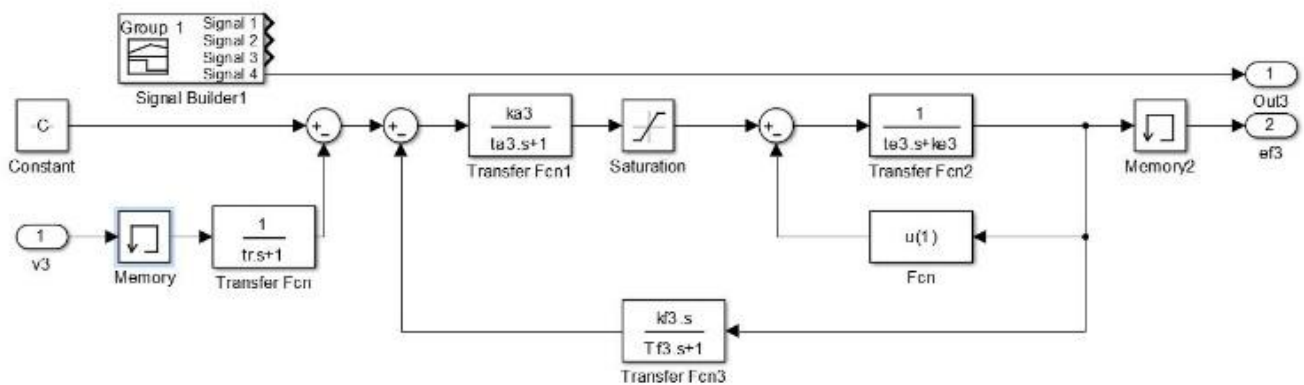 Group 1
Signal 1
Signal 2
Signal 3
Signal 4
Signal Builder1
1
Out3
-C-
Constant
+
-
+
-
ka3
ta3.s+1
Transfer Fcn1
Saturation
+
-
1
te3.s+ke3
Transfer Fcn2
Memory2
2
ef3
1
v3
Memory
1
tr.s+1
Transfer Fcn
u(1)
Fcn
kf3.s
Tf3.s+1
Transfer Fcn3